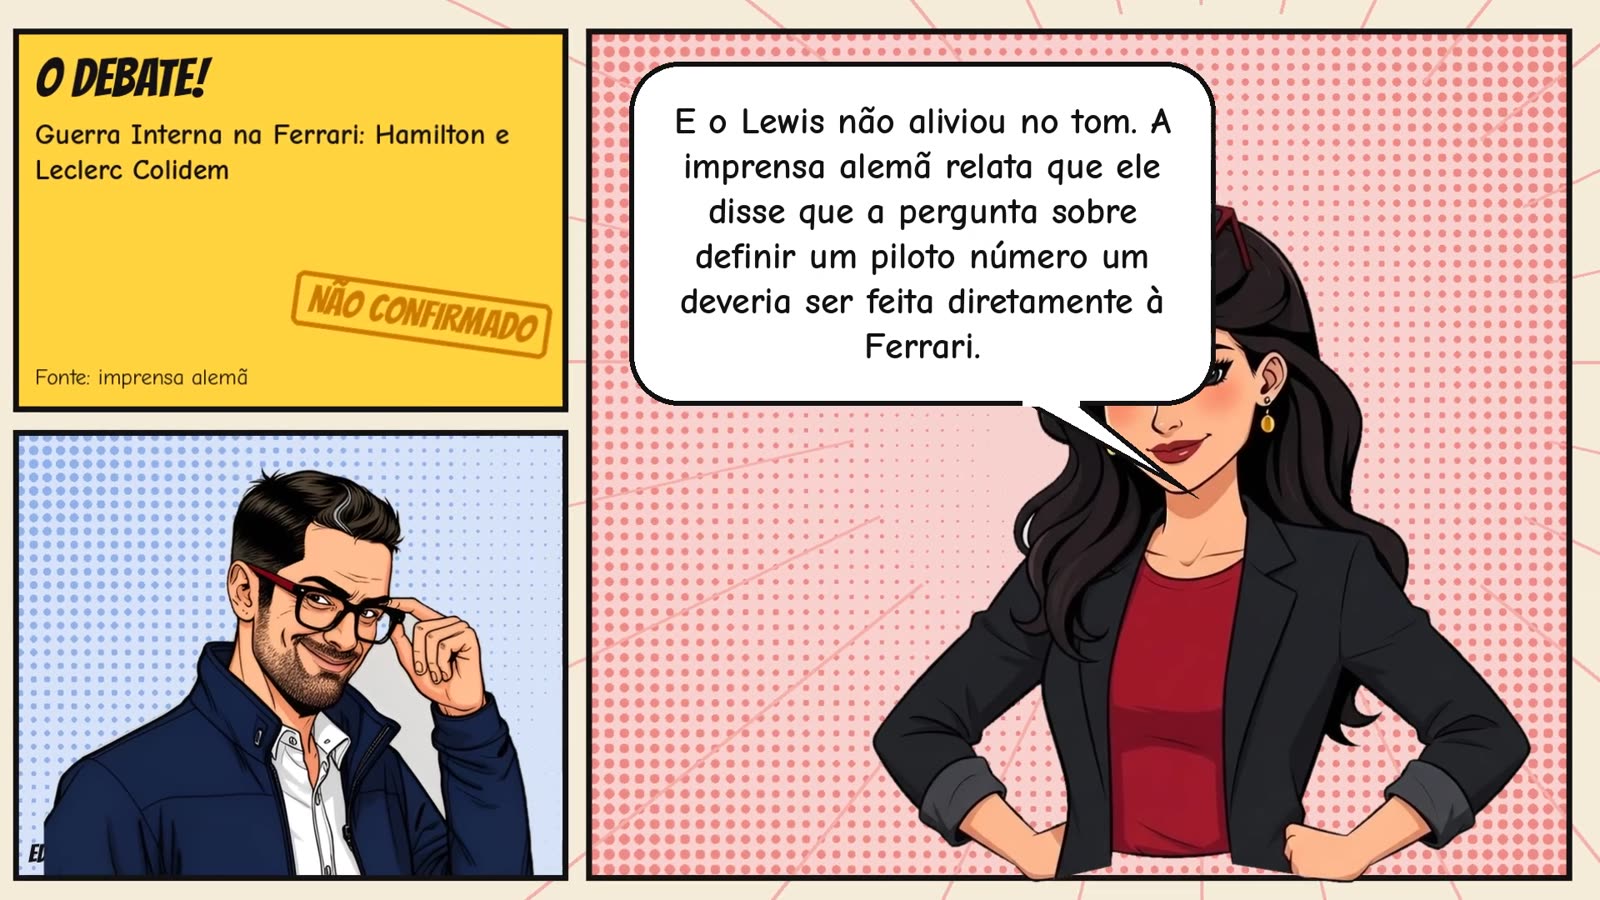 O DEBATE!
Guerra Interna na Ferrari: Hamilton e
Leclerc Colidem
NÃO CONFIRMADO
Fonte: imprensa alemã
E o Lewis não aliviou no tom. A
imprensa alemã relata que ele
disse que a pergunta sobre
definir um piloto número um
deveria ser feita diretamente à
Ferrari.